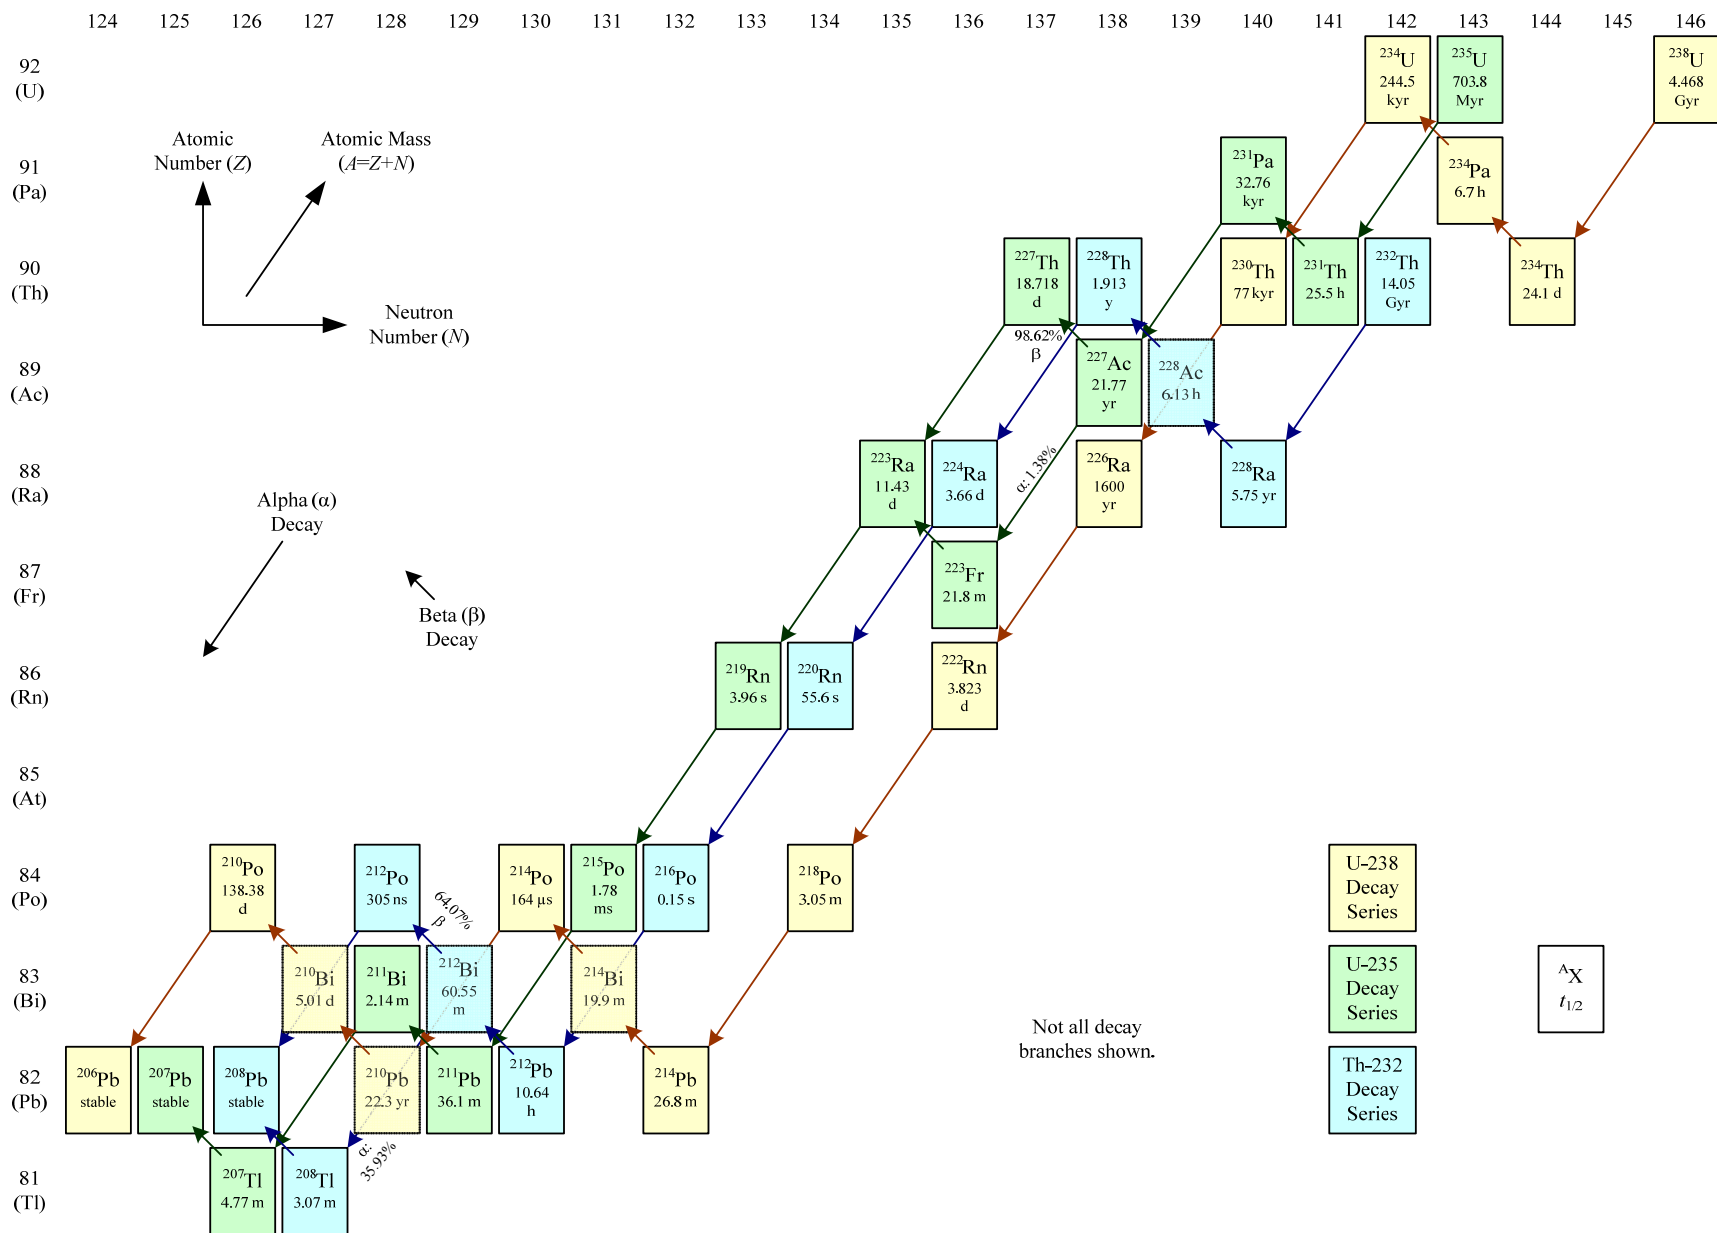 124 125 126 127 128 129 130 131 132 133 134 135 136 137 138 139 140 141 142 143 144 145 146
92
(U)
234U
244.5
kyr
235U
703.8
Myr
238U
4.468
Gyr
Atomic
Number (Z)
Atomic Mass
(A=Z+N)
Neutron
Number (N)
91
(Pa)
231Pa
32.76
kyr
234Pa
6.7 h
90
(Th)
227Th
18.718
d
228Th
1.913
y
230Th
77 kyr
231Th
25.5 h
232Th
14.05
Gyr
234Th
24.1 d
98.62%
β
89
(Ac)
227Ac
21.77
yr
228Ac
6.13 h
α: 1.38%
88
(Ra)
223Ra
11.43
d
224Ra
3.66 d
226Ra
1600
yr
228Ra
5.75 yr
Alpha (α)
Decay
Beta (β)
Decay
87
(Fr)
223Fr
21.8 m
86
(Rn)
219Rn
3.96 s
220Rn
55.6 s
222Rn
3.823
d
85
(At)
84
(Po)
210Po
138.38
d
212Po
305 ns
64.07%
β
214Po
164 µs
215Po
1.78
ms
216Po
0.15 s
218Po
3.05 m
83
(Bi)
210Bi
5.01 d
211Bi
2.14 m
212Bi
60.55
m
214Bi
19.9 m
82
(Pb)
206Pb
stable
207Pb
stable
208Pb
stable
210Pb
22.3 yr
211Pb
36.1 m
212Pb
10.64
h
214Pb
26.8 m
α:
35.93%
81
(Tl)
207Tl
4.77 m
208Tl
3.07 m
Not all decay
branches shown.
U-238
Decay
Series
U-235
Decay
Series
Th-232
Decay
Series
AX
t1/2